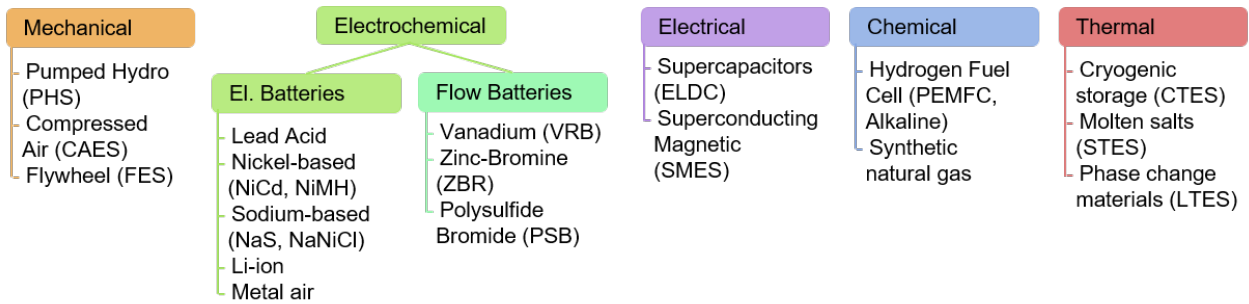 Mechanical
Pumped Hydro
(PHS)
Compressed
Air (CAES)
Flywheel (FES)
Electrochemical
El. Batteries
Lead Acid
Nickel-based
(NiCd, NiMH)
Sodium-based
(NaS, NaNiCl)
Li-ion
Metal air
Flow Batteries
Vanadium (VRB)
Zinc-Bromine
(ZBR)
Polysulfide
Bromide (PSB)
Electrical
Supercapacitors
(ELDC)
Superconducting
Magnetic
(SMES)
Chemical
Hydrogen Fuel
Cell (PEMFC,
Alkaline)
Synthetic
natural gas
Thermal
Cryogenic
storage (CTES)
Molten salts
(STES)
Phase change
materials (LTES)